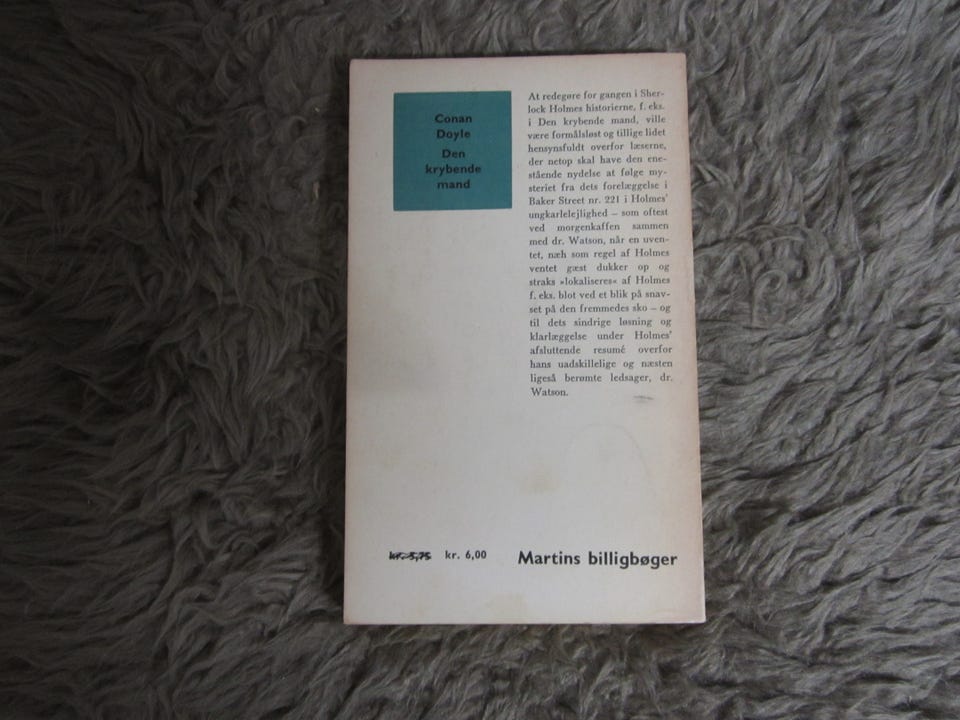 Conan
Doyle
Den
krybende
mand
At redegøre for gangen i Sher-
lock Holmes historierne, f. eks.
i Den krybende mand, ville
være formålsløst og tillige lidet
hensynsfuldt overfor læserne,
der netop skal have den ene-
stående nydelse at følge my-
steriet fra dets forelæggelse i
Baker Street nr. 221 i Holmes'
ungkarlelejlighed – som oftest
ved morgenkaffen sammen
med dr. Watson, når en uven-
tet, næh som regel af Holmes
ventet gæst dukker op og
straks »lokaliseres« af Holmes
f. eks. blot ved et blik på snav-
set på den fremmedes sko – og
til dets sindrige løsning og
klarlæggelse under Holmes'
afsluttende resumé overfor
hans uadskillelige og næsten
ligeså berømte ledsager, dr.
Watson.
kr. 5,75 kr. 6,00
Martins billigbøger